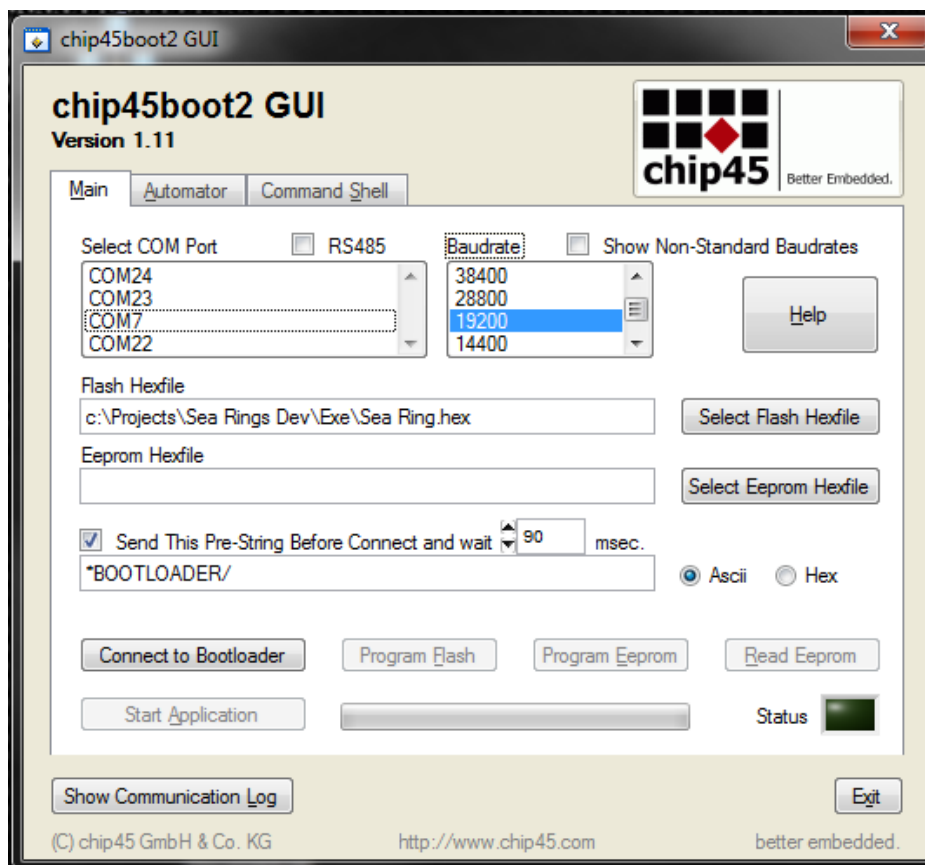 chip45boot2 GUI
chip45boot2 GUI
Version 1.11
chip45
Better Embedded.
Main Automator Command Shell
Select COM Port RS485 Baudrate Show Non-Standard Baudrates
COM24 38400
COM23 28800
COM7 19200
COM22 14400
Help
Flash Hexfile
c:\Projects\Sea Rings Dev\Exe\Sea Ring.hex Select Flash Hexfile
Eeprom Hexfile
Select Eeprom Hexfile
Send This Pre-String Before Connect and wait 90 msec.
*BOOTLOADER/ Ascii Hex
Connect to Bootloader Program Flash Program Eeprom Read Eeprom
Start Application Status
Show Communication Log Exit
(C) chip45 GmbH & Co. KG http://www.chip45.com better embedded.